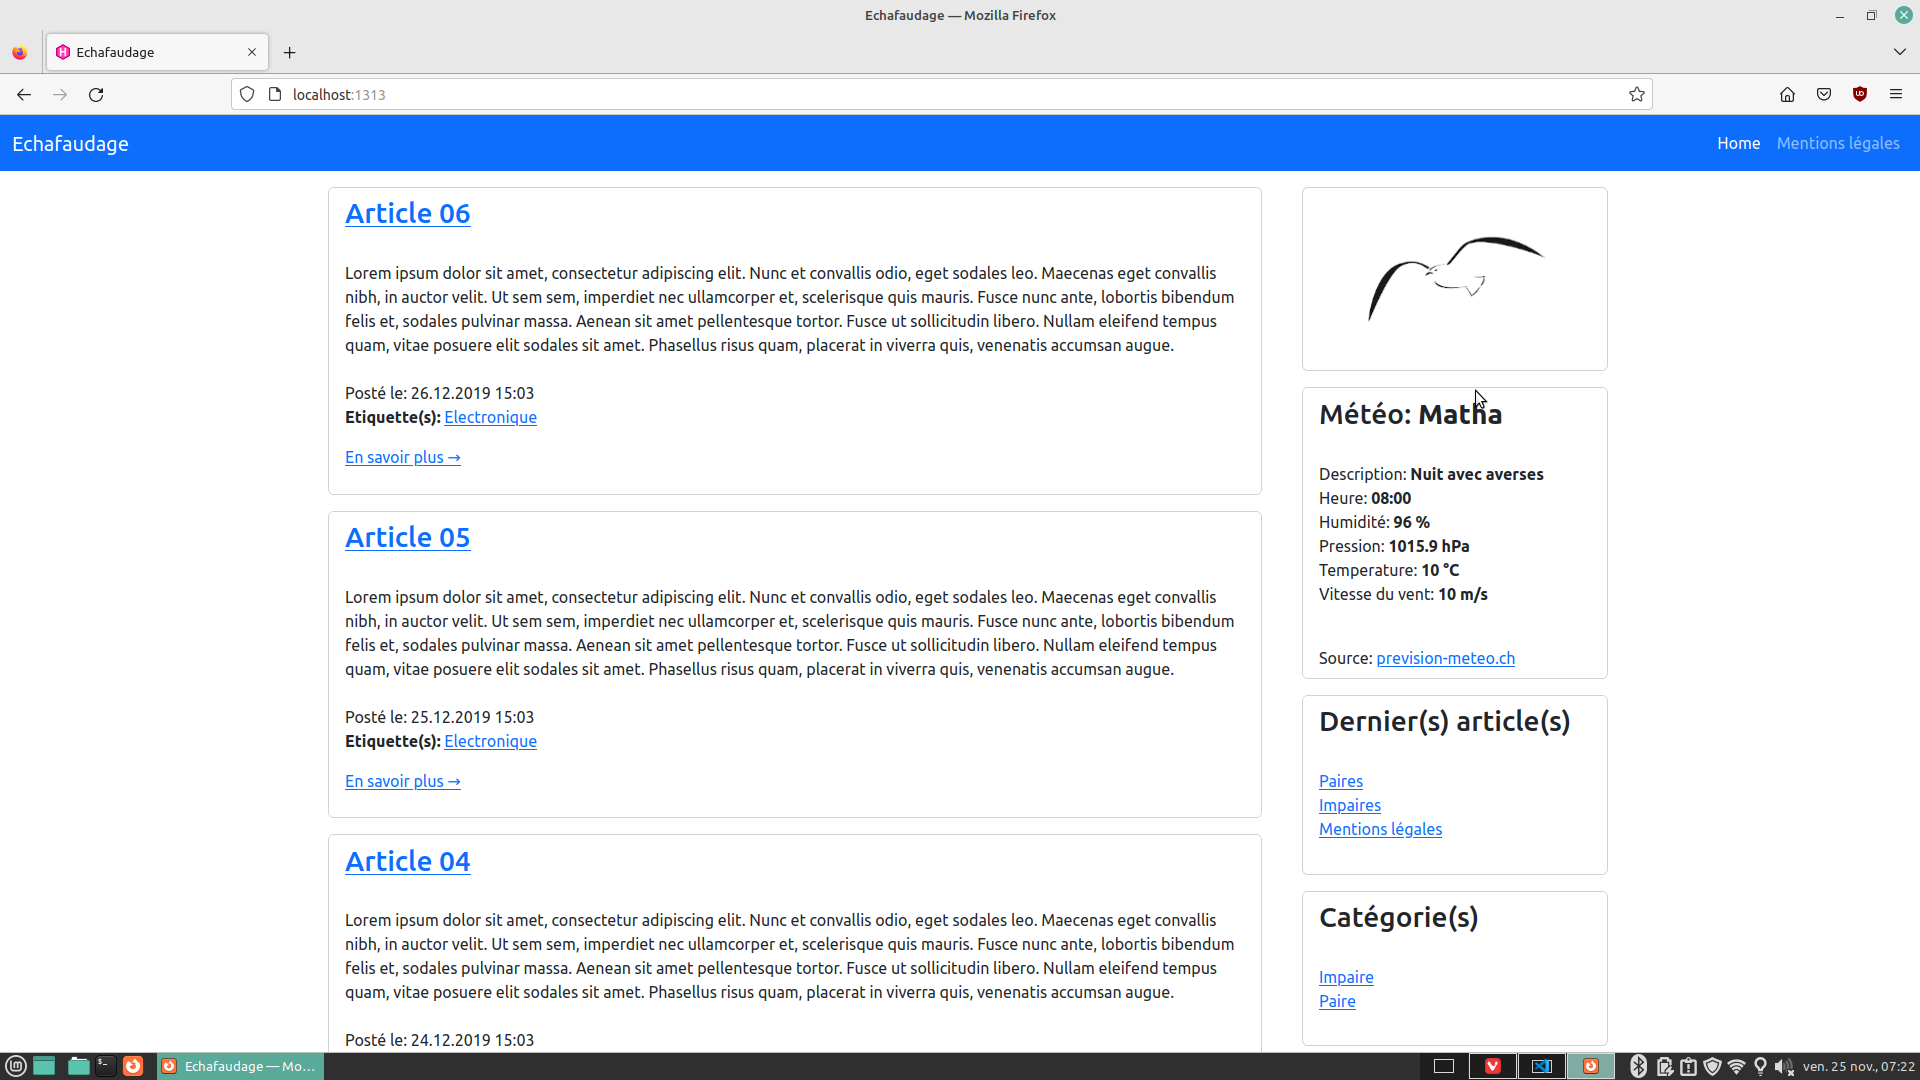 Echafaudage — Mozilla Firefox
Echafaudage
localhost:1313
Echafaudage
Home
Mentions légales
Article 06
Lorem ipsum dolor sit amet, consectetur adipiscing elit. Nunc et convallis odio, eget sodales leo. Maecenas eget convallis
nibh, in auctor velit. Ut sem sem, imperdiet nec ullamcorper et, scelerisque quis mauris. Fusce nunc ante, lobortis bibendum
felis et, sodales pulvinar massa. Aenean sit amet pellentesque tortor. Fusce ut sollicitudin libero. Nullam eleifend tempus
quam, vitae posuere elit sodales sit amet. Phasellus risus quam, placerat in viverra quis, venenatis accumsan augue.
Posté le: 26.12.2019 15:03
Etiquette(s): Electronique
En savoir plus →
Article 05
Lorem ipsum dolor sit amet, consectetur adipiscing elit. Nunc et convallis odio, eget sodales leo. Maecenas eget convallis
nibh, in auctor velit. Ut sem sem, imperdiet nec ullamcorper et, scelerisque quis mauris. Fusce nunc ante, lobortis bibendum
felis et, sodales pulvinar massa. Aenean sit amet pellentesque tortor. Fusce ut sollicitudin libero. Nullam eleifend tempus
quam, vitae posuere elit sodales sit amet. Phasellus risus quam, placerat in viverra quis, venenatis accumsan augue.
Posté le: 25.12.2019 15:03
Etiquette(s): Electronique
En savoir plus →
Article 04
Lorem ipsum dolor sit amet, consectetur adipiscing elit. Nunc et convallis odio, eget sodales leo. Maecenas eget convallis
nibh, in auctor velit. Ut sem sem, imperdiet nec ullamcorper et, scelerisque quis mauris. Fusce nunc ante, lobortis bibendum
felis et, sodales pulvinar massa. Aenean sit amet pellentesque tortor. Fusce ut sollicitudin libero. Nullam eleifend tempus
quam, vitae posuere elit sodales sit amet. Phasellus risus quam, placerat in viverra quis, venenatis accumsan augue.
Posté le: 24.12.2019 15:03
Météo: Matha
Description: Nuit avec averses
Heure: 08:00
Humidité: 96 %
Pression: 1015.9 hPa
Temperature: 10 °C
Vitesse du vent: 10 m/s
Source: prevision-meteo.ch
Dernier(s) article(s)
Paires
Impaires
Mentions légales
Catégorie(s)
Impaire
Paire
Echafaudage — Mo...
ven. 25 nov., 07:22